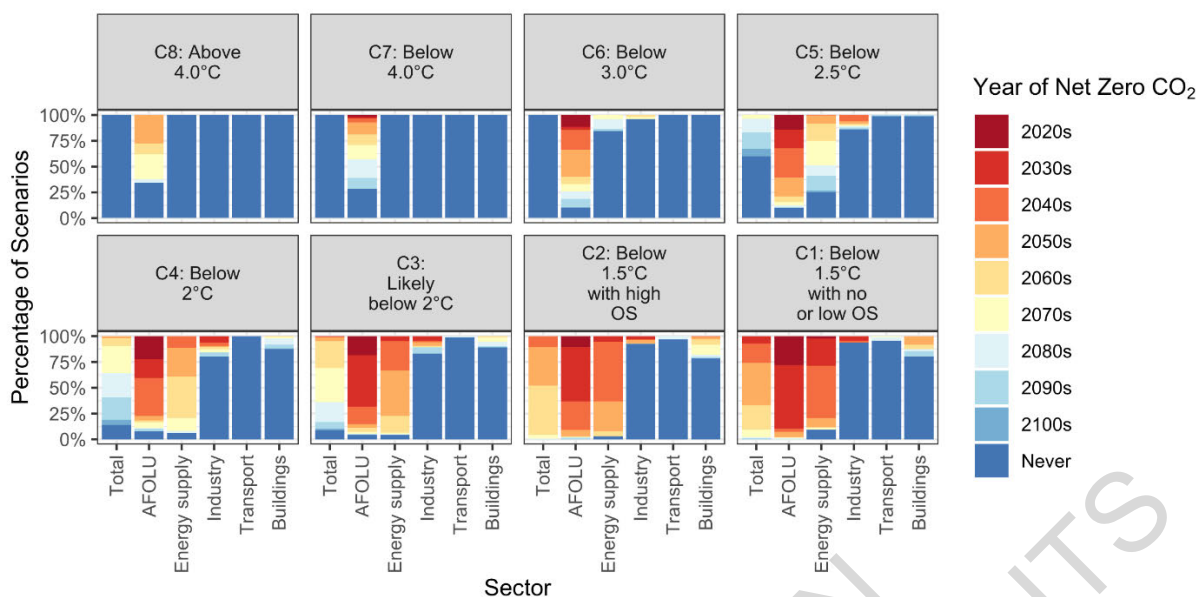 C8: Above
4.0°C
C7: Below
4.0°C
C6: Below
3.0°C
C5: Below
2.5°C
100%
75%
50%
25%
0%
C4: Below
2°C
C3:
Likely
below 2°C
C2: Below
1.5°C
with high
OS
C1: Below
1.5°C
with no
or low OS
100%
75%
50%
25%
0%
Percentage of Scenarios
Total
AFOLU
Energy supply
Industry
Transport
Buildings
Total
AFOLU
Energy supply
Industry
Transport
Buildings
Total
AFOLU
Energy supply
Industry
Transport
Buildings
Total
AFOLU
Energy supply
Industry
Transport
Buildings
Sector
Year of Net Zero CO₂
2020s
2030s
2040s
2050s
2060s
2070s
2080s
2090s
2100s
Never